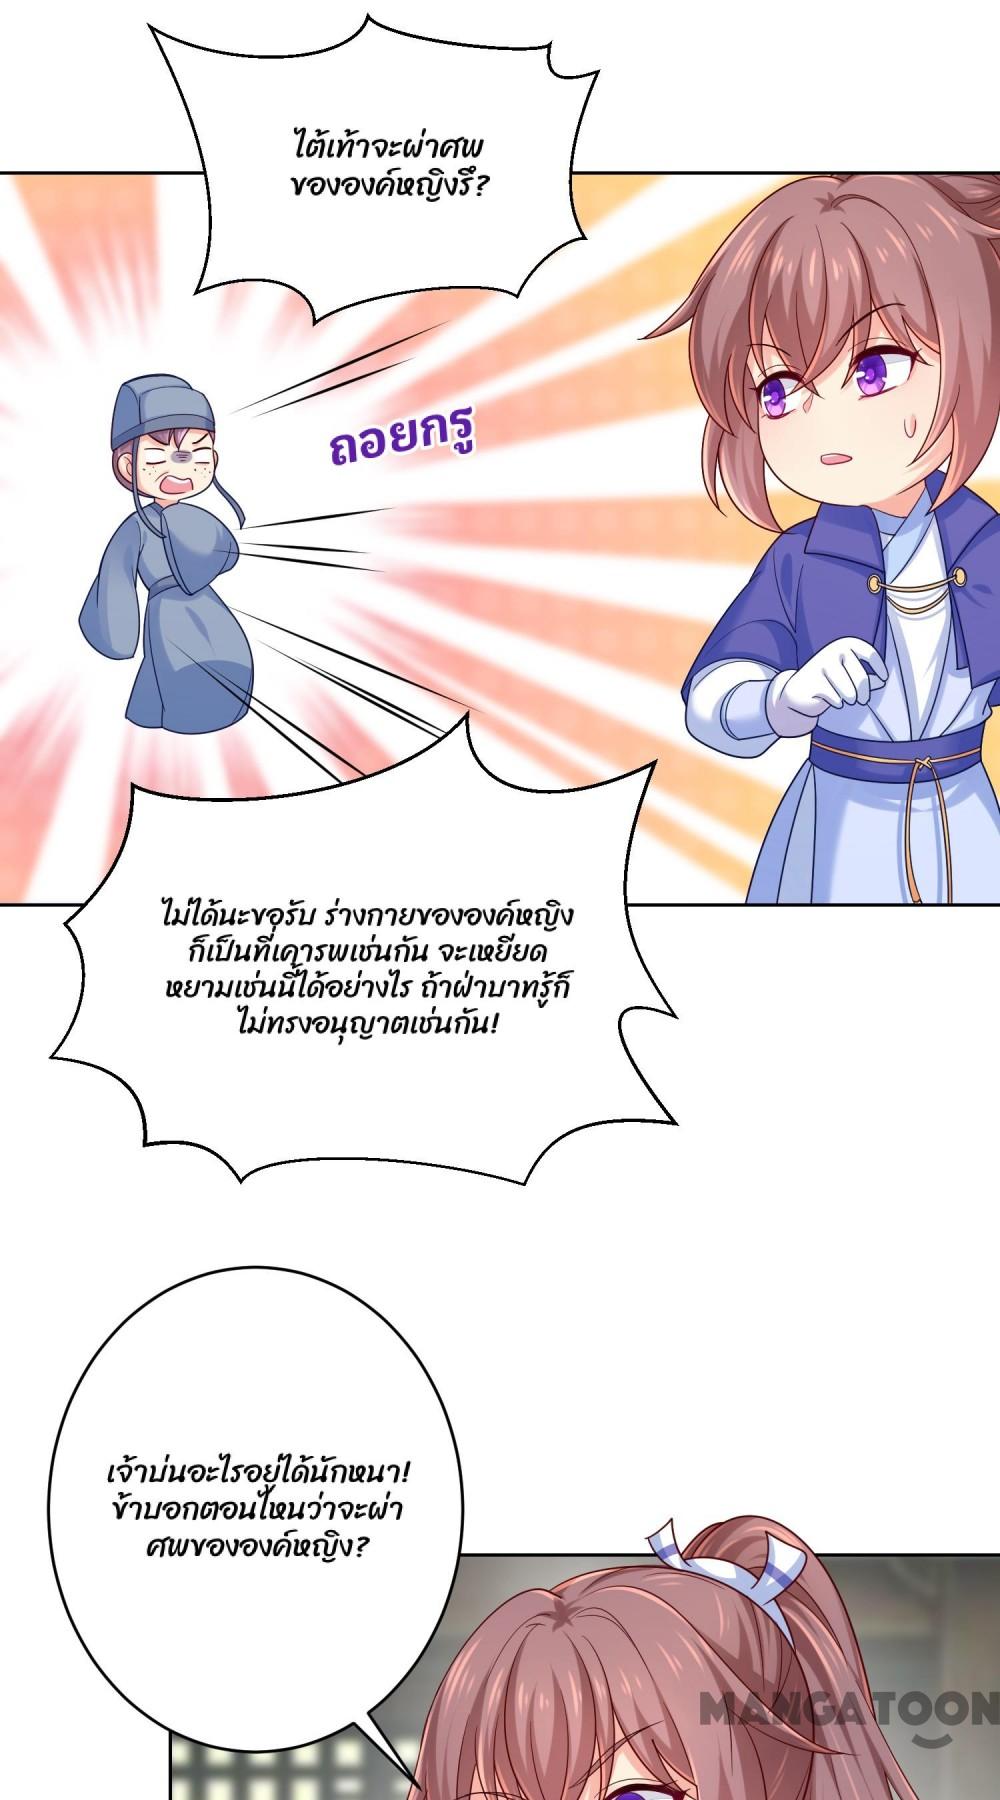 ใต้เท้าจะผ่าศพ
ขององค์หญิงรึ?
ถอยกรู
ไม่ได้นะขอรับ ร่างกายขององค์หญิง
ก็เป็นที่เคารพเช่นกัน จะเหยียด
หยามเช่นนี้ได้อย่างไร ถ้าฝ่าบาทรู้ก็
ไม่ทรงอนุญาตเช่นกัน!
เจ้าบ่นอะไรอยู่ได้นักหนา!
ข้าบอกตอนไหนว่าจะผ่า
ศพขององค์หญิง?
MANGATOON